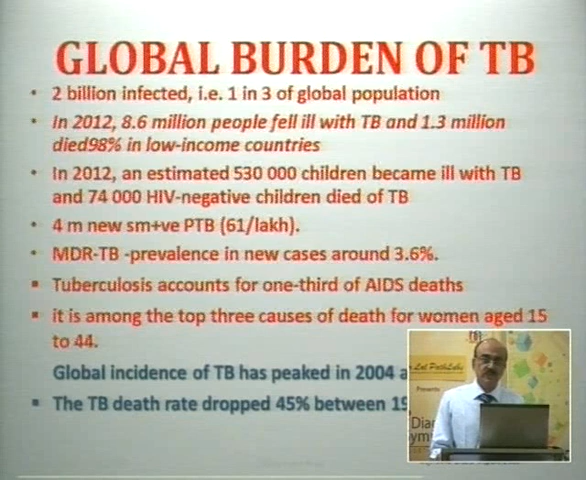 GLOBAL BURDEN OF TB
• 2 billion infected, i.e. 1 in 3 of global population
• In 2012, 8.6 million people fell ill with TB and 1.3 million
died98% in low-income countries
• In 2012, an estimated 530 000 children became ill with TB
and 74 000 HIV-negative children died of TB
• 4 m new sm+ve PTB (61/lakh).
• MDR-TB -prevalence in new cases around 3.6%.
▪ Tuberculosis accounts for one-third of AIDS deaths
▪ it is among the top three causes of death for women aged 15
to 44.
Global incidence of TB has peaked in 2004
▪ The TB death rate dropped 45% between
Lal PathLabs
Presents